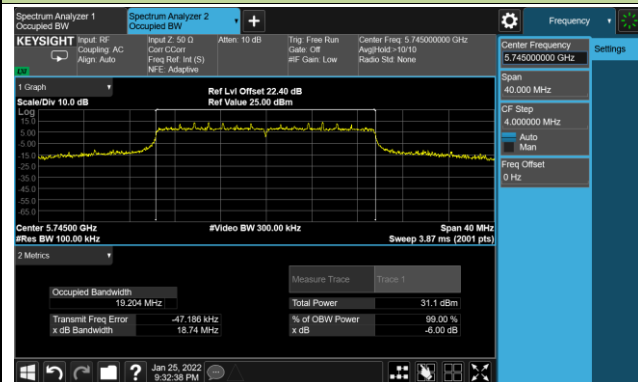 Spectrum Analyzer 1
Occupied BW
Spectrum Analyzer 2
Occupied BW
Frequency
KEYSIGHT
Input: RF
Coupling: AC
Align: Auto
Input Z: 50 Ω
Corr CCorr
Freq Ref: Int (S)
NFE: Adaptive
Atten: 10 dB
Trig: Free Run
Gate: Off
#IF Gain: Low
Center Freq: 5.745000000 GHz
Avg|Hold:>10/10
Radio Std: None
Center Frequency
5.745000000 GHz
Settings
Span
40.000 MHz
CF Step
4.000000 MHz
Auto
Man
Freq Offset
0 Hz
1 Graph
Scale/Div 10.0 dB
Ref Lvl Offset 22.40 dB
Ref Value 25.00 dBm
Log
15.0
5.00
-5.00
-15.0
-25.0
-35.0
-45.0
-55.0
-65.0
Center 5.74500 GHz
#Res BW 100.00 kHz
#Video BW 300.00 kHz
Span 40 MHz
Sweep 3.87 ms (2001 pts)
2 Metrics
Measure Trace
Trace 1
Occupied Bandwidth
19.204 MHz
Total Power
31.1 dBm
Transmit Freq Error
-47.186 kHz
% of OBW Power
99.00 %
x dB Bandwidth
18.74 MHz
x dB
-6.00 dB
Jan 25, 2022
9:32:38 PM